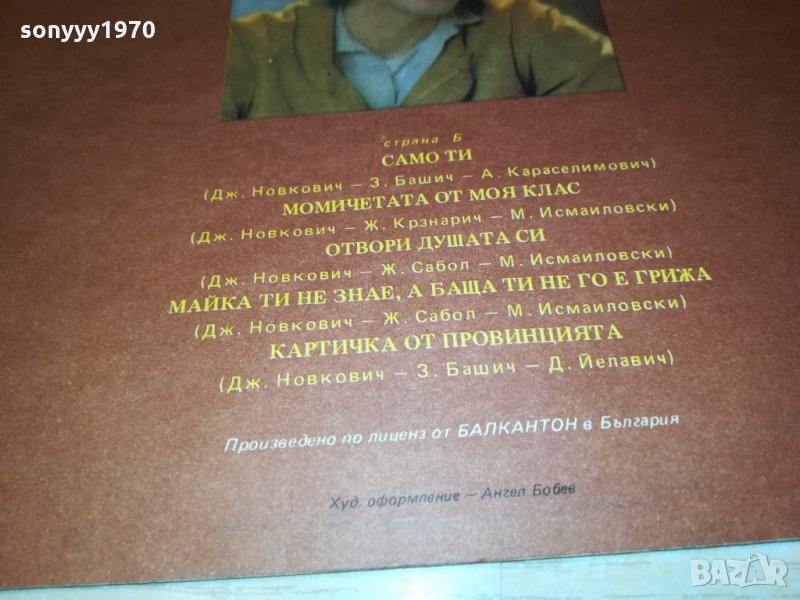 sonyyy1970
страна Б
САМО ТИ
(Дж. Новкович – З. Башич – А. Караселимович)
МОМИЧЕТАТА ОТ МОЯ КЛАС
(Дж. Новкович – Ж. Крзнарич – М. Исмаиловски)
ОТВОРИ ДУШАТА СИ
(Дж. Новкович – Ж. Сабол – М. Исмаиловски)
МАЙКА ТИ НЕ ЗНАЕ, А БАЩА ТИ НЕ ГО Е ГРИЖА
(Дж. Новкович – Ж. Сабол – М. Исмаиловски)
КАРТИЧКА ОТ ПРОВИНЦИЯТА
(Дж. Новкович – З. Башич – Д. Йелавич)
Произведено по лиценз от БАЛКАНТОН в България
Худ. оформление – Ангел Бобев
BAZAR